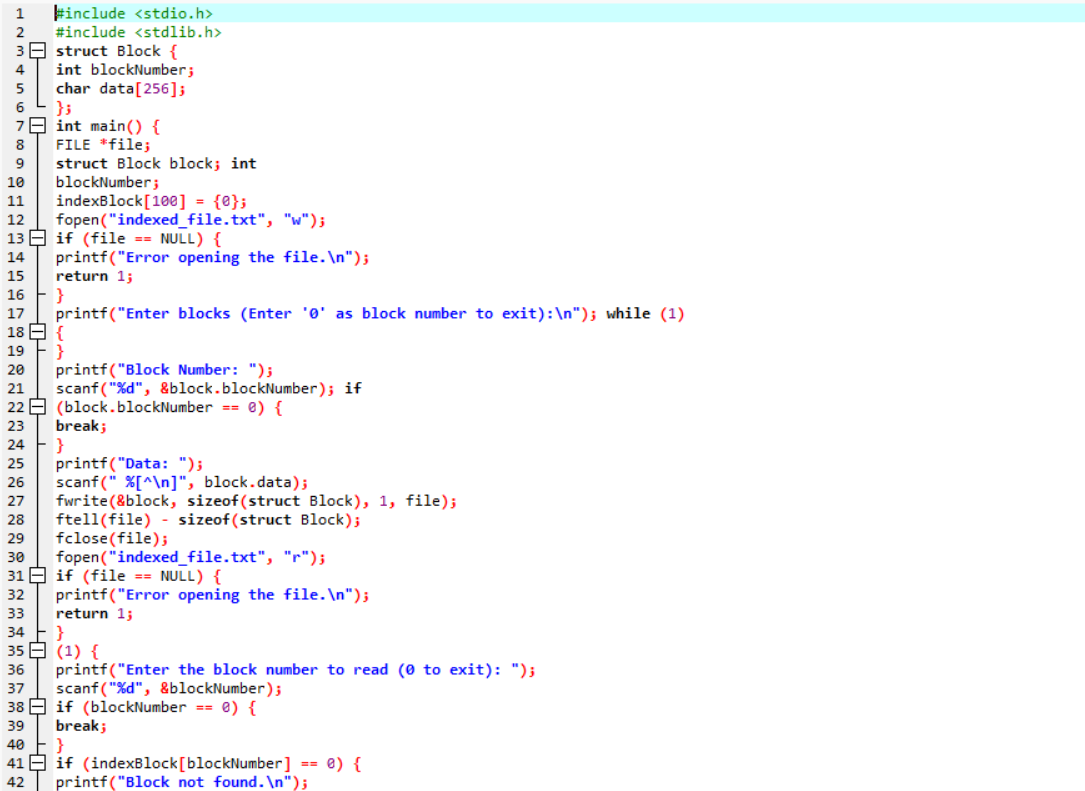 1 #include <stdio.h>
2 #include <stdlib.h>
3 struct Block {
4 int blockNumber;
5 char data[256];
6 };
7 int main() {
8 FILE *file;
9 struct Block block; int
10 blockNumber;
11 indexBlock[100] = {0};
12 fopen("indexed_file.txt", "w");
13 if (file == NULL) {
14 printf("Error opening the file.\n");
15 return 1;
16 }
17 printf("Enter blocks (Enter '0' as block number to exit):\n"); while (1)
18 {
19 }
20 printf("Block Number: ");
21 scanf("%d", &block.blockNumber); if
22 (block.blockNumber == 0) {
23 break;
24 }
25 printf("Data: ");
26 scanf(" %[^\n]", block.data);
27 fwrite(&block, sizeof(struct Block), 1, file);
28 ftell(file) - sizeof(struct Block);
29 fclose(file);
30 fopen("indexed_file.txt", "r");
31 if (file == NULL) {
32 printf("Error opening the file.\n");
33 return 1;
34 }
35 (1) {
36 printf("Enter the block number to read (0 to exit): ");
37 scanf("%d", &blockNumber);
38 if (blockNumber == 0) {
39 break;
40 }
41 if (indexBlock[blockNumber] == 0) {
42 printf("Block not found.\n");